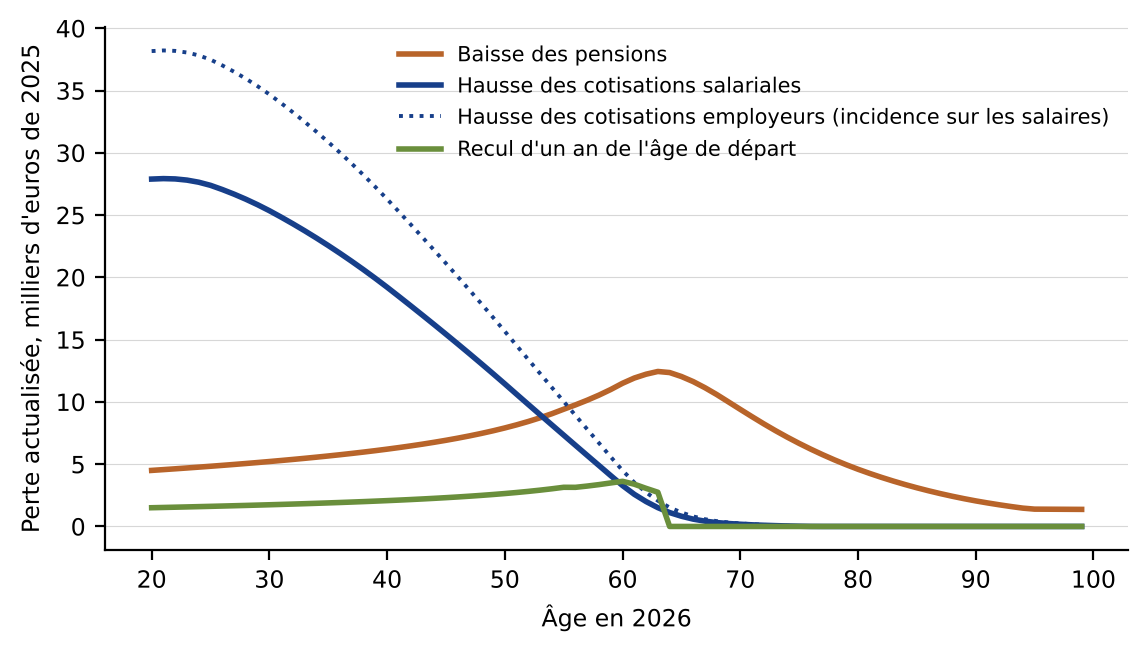 Perte actualisée, milliers d'euros de 2025
40
35
30
25
20
15
10
5
0
Baisse des pensions
Hausse des cotisations salariales
Hausse des cotisations employeurs (incidence sur les salaires)
Recul d'un an de l'âge de départ
20 30 40 50 60 70 80 90 100
Âge en 2026